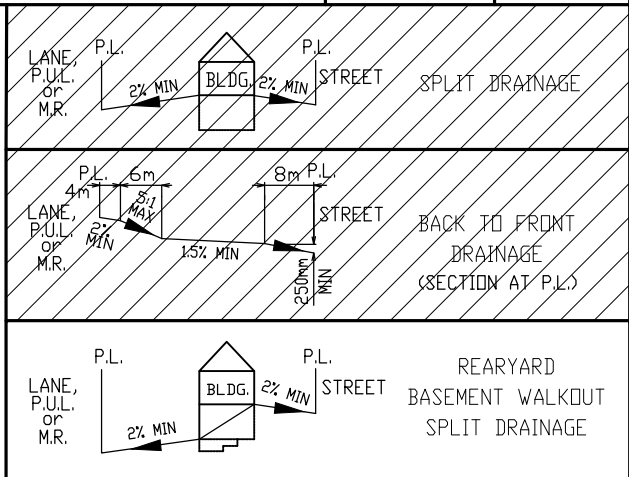 P.L.
P.L.
LANE,
P.U.L.
or
M.R.
2% MIN
BLDG.
2% MIN
STREET
SPLIT DRAINAGE
P.L.
6m
8m
P.L.
4m
5:1
MAX
LANE,
P.U.L.
or
M.R.
2%
MIN
1.5% MIN
250mm
MIN
STREET
BACK TO FRONT
DRAINAGE
(SECTION AT P.L.)
P.L.
P.L.
LANE,
P.U.L.
or
M.R.
2% MIN
BLDG.
2% MIN
STREET
REARYARD
BASEMENT WALKOUT
SPLIT DRAINAGE